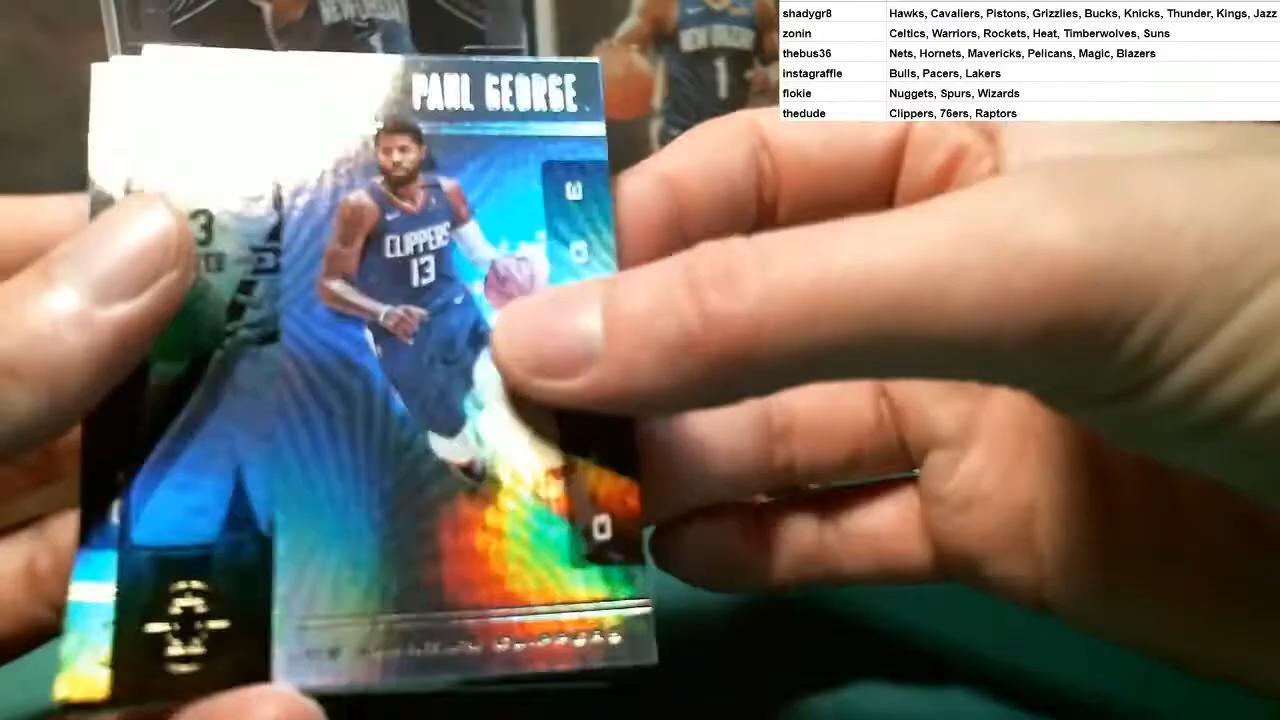 shadygr8 Hawks, Cavaliers, Pistons, Grizzlies, Bucks, Knicks, Thunder, Kings, Jazz
zonin Celtics, Warriors, Rockets, Heat, Timberwolves, Suns
thebus36 Nets, Hornets, Mavericks, Pelicans, Magic, Blazers
instagraffle Bulls, Pacers, Lakers
flokie Nuggets, Spurs, Wizards
thedude Clippers, 76ers, Raptors
NEW ORLEANS
1
PAUL GEORGE
CLIPPERS
13